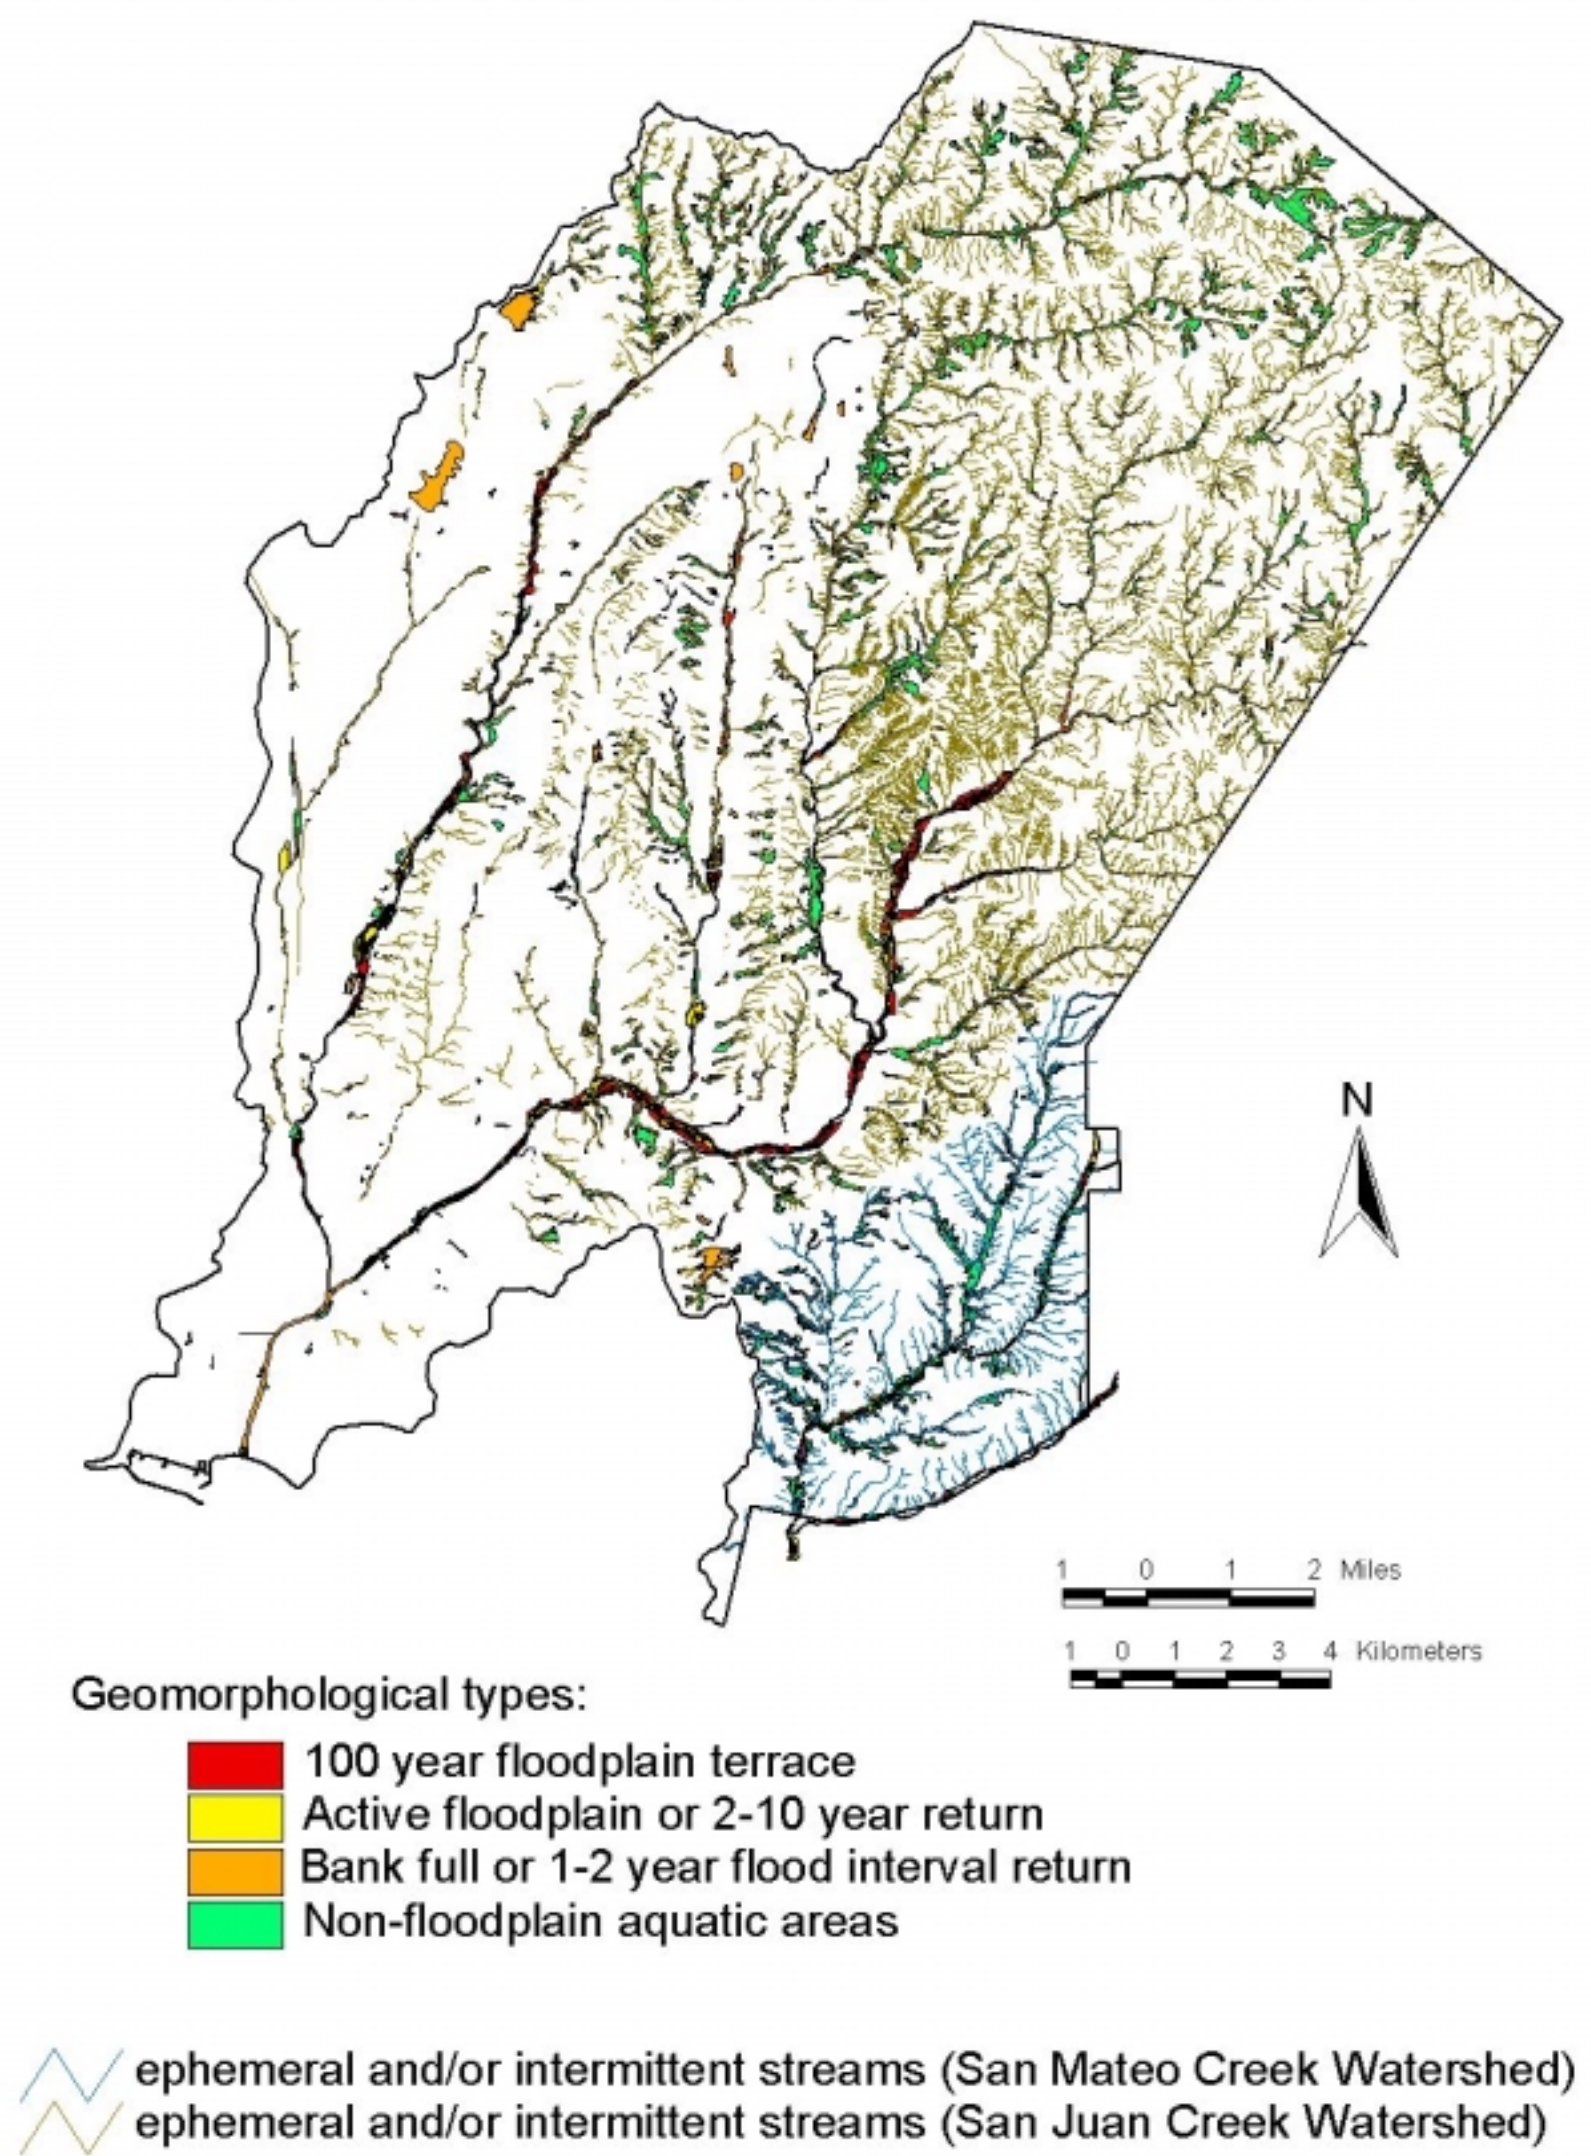 N
1 0 1 2 Miles
1 0 1 2 3 4 Kilometers
Geomorphological types:
100 year floodplain terrace
Active floodplain or 2-10 year return
Bank full or 1-2 year flood interval return
Non-floodplain aquatic areas
ephemeral and/or intermittent streams (San Mateo Creek Watershed)
ephemeral and/or intermittent streams (San Juan Creek Watershed)